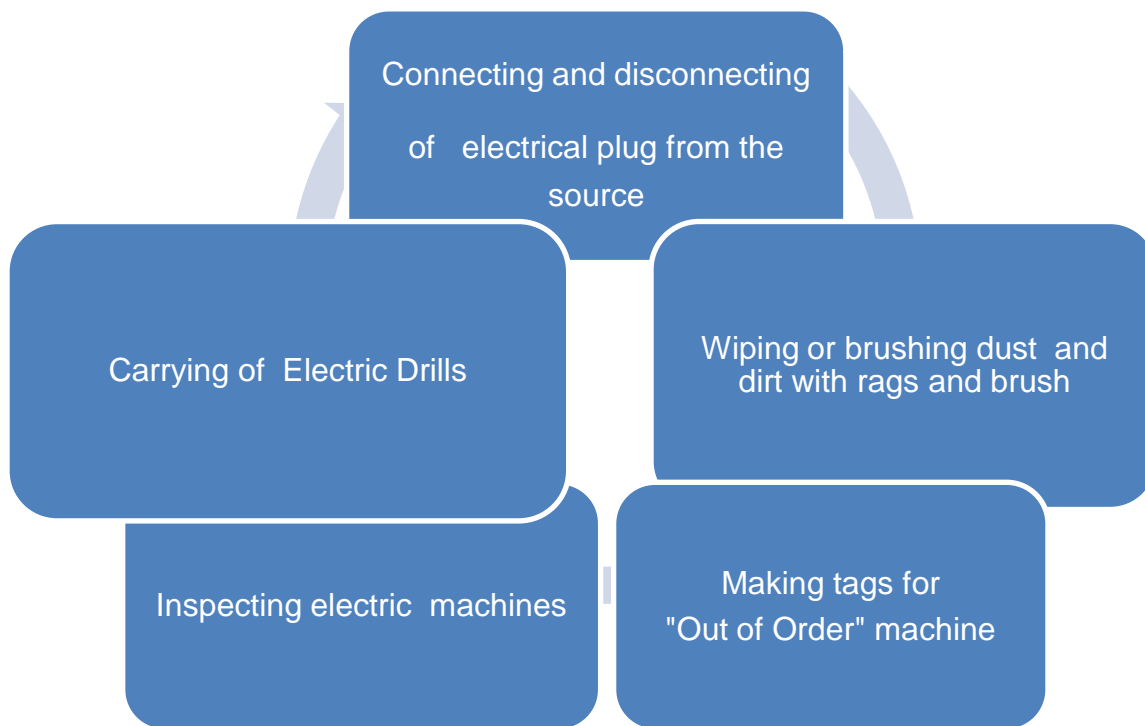 Connecting and disconnecting
of electrical plug from the
source
Wiping or brushing dust and
dirt with rags and brush
Making tags for
"Out of Order" machine
Inspecting electric machines
Carrying of Electric Drills